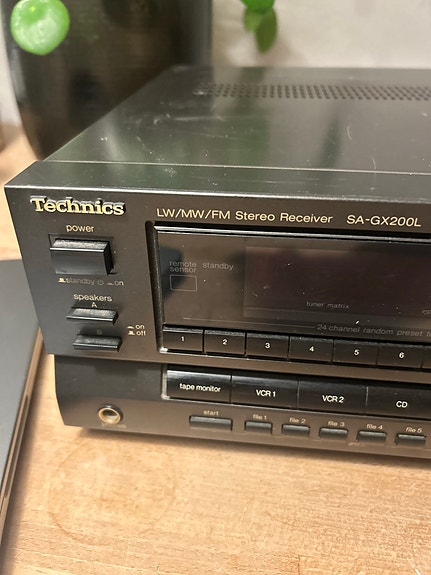 Technics
LW/MW/FM Stereo Receiver SA-GX200L
power
standby on
remote standby
sensor
speakers
A
B
on
off
tuner matrix
24 channel random preset
1 2 3 4 5 6
tape monitor VCR 1 VCR 2 CD
start file 1 file 2 file 3 file 4 file 5